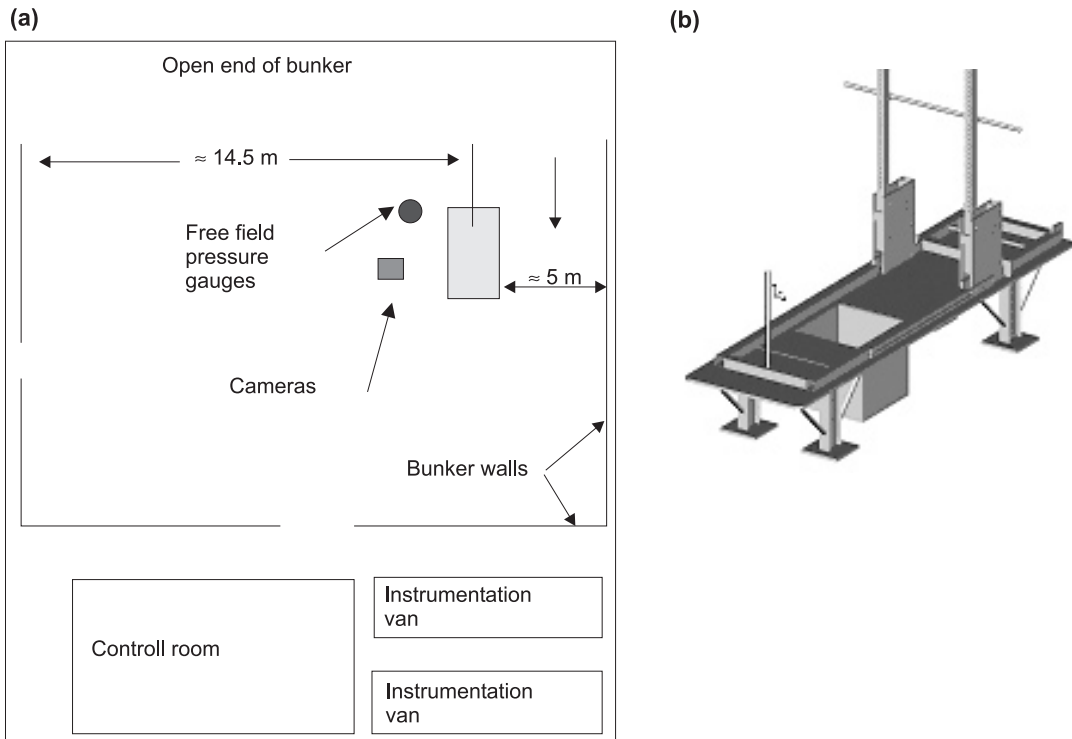 (a)
Open end of bunker
≈ 14.5 m
Free field
pressure
gauges
≈ 5 m
Cameras
Bunker walls
Instrumentation
van
Controll room
Instrumentation
van
(b)